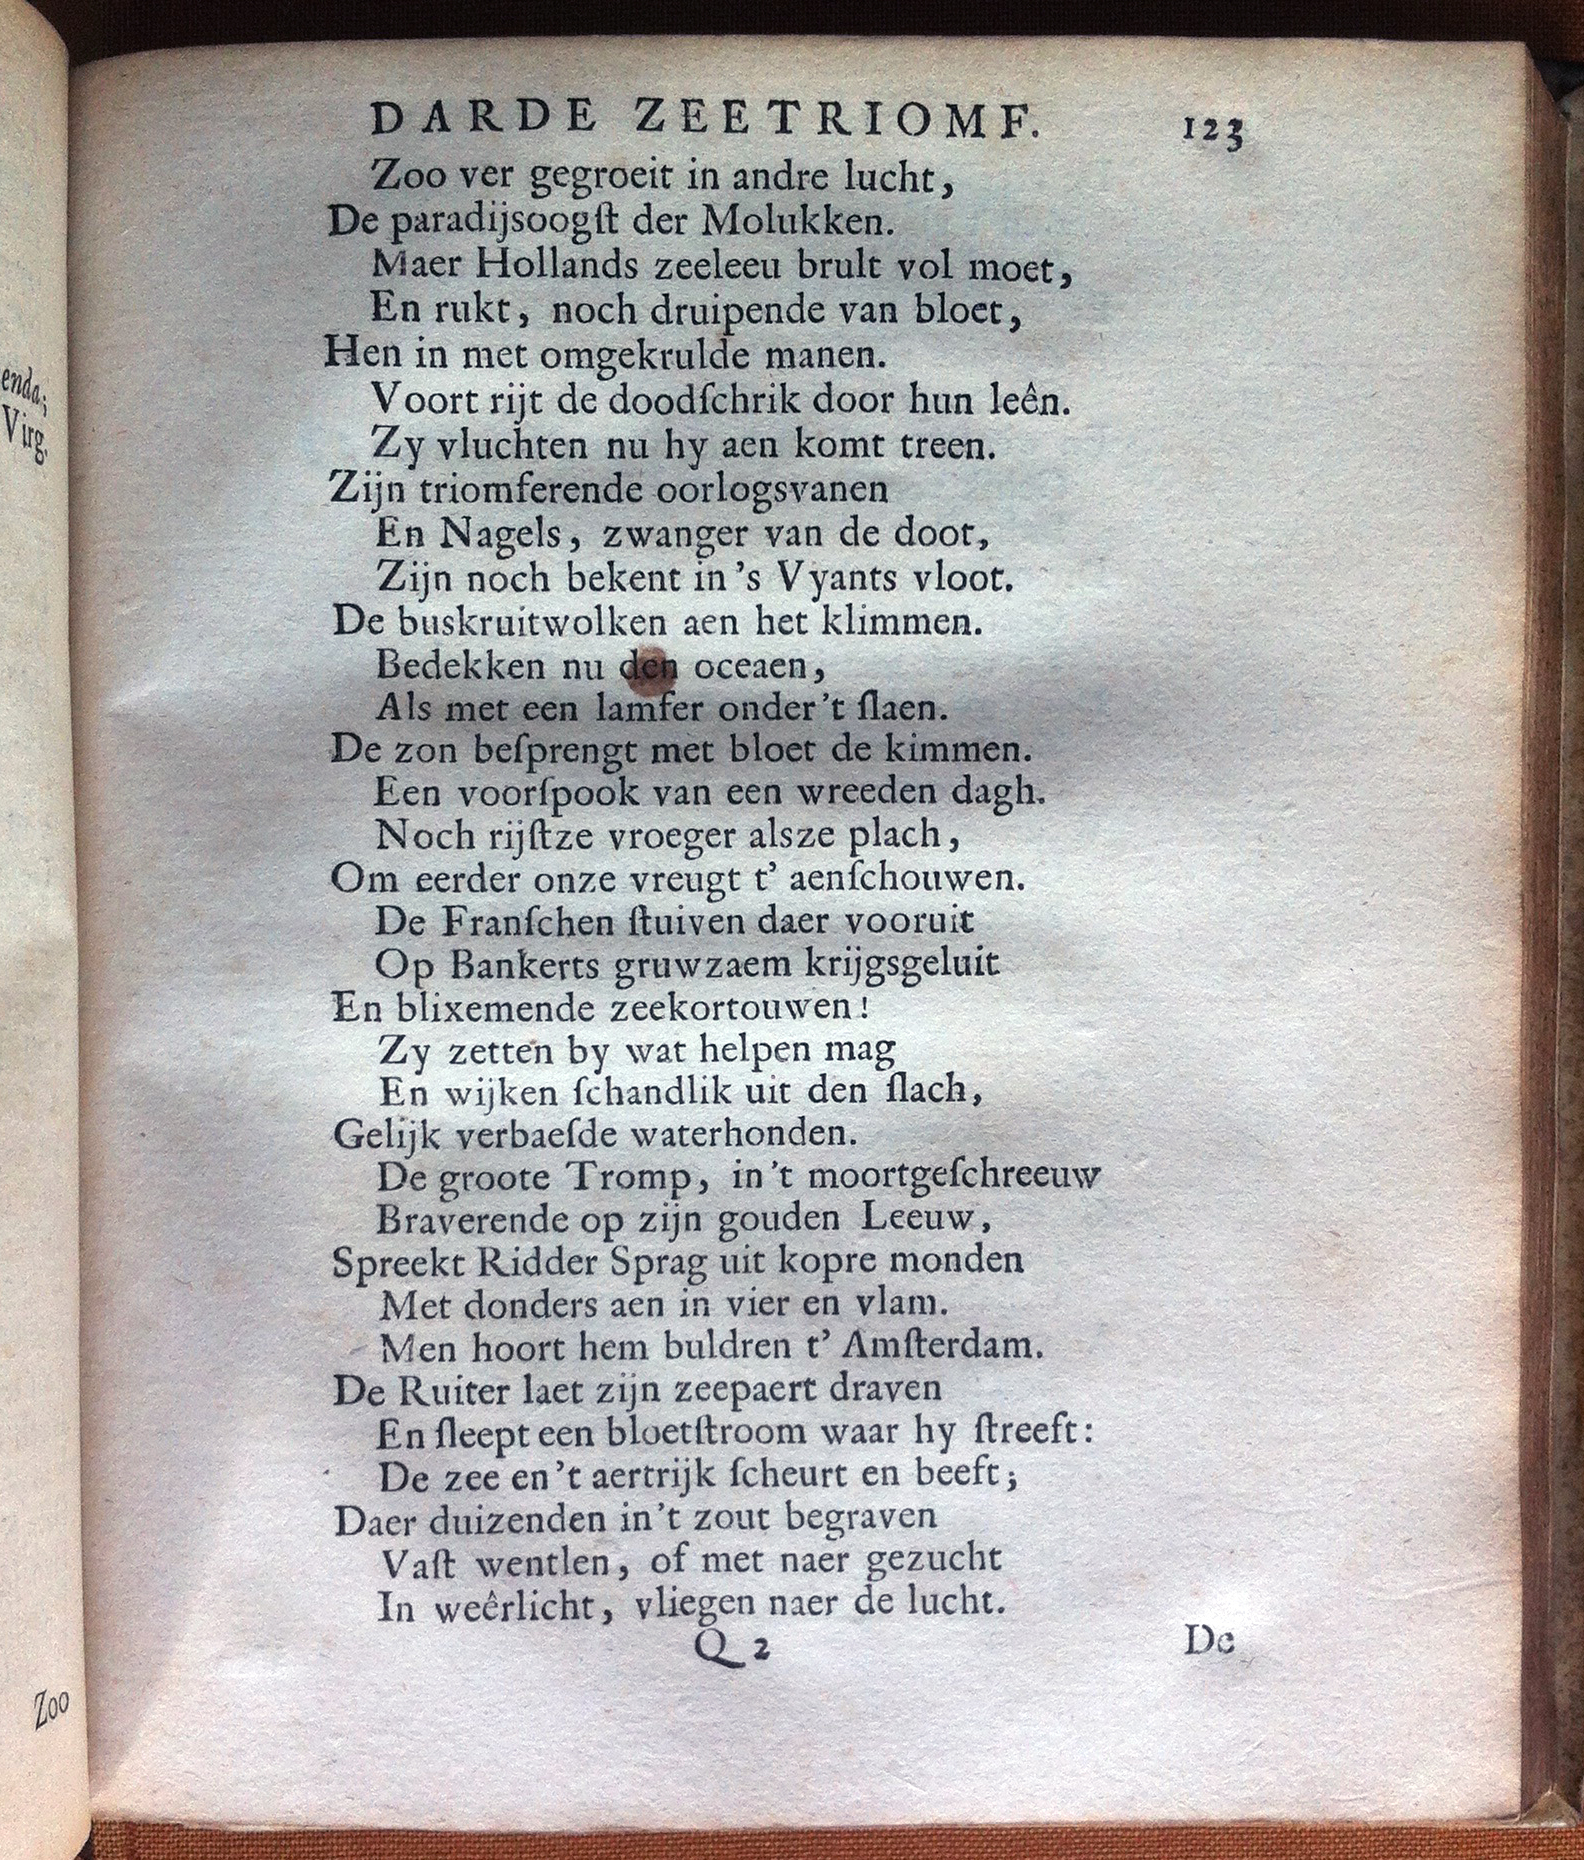 enda;
Virg.
Zoo
DARDE ZEETRIOMF. 123
Zoo ver gegroeit in andre lucht,
De paradijsoogſt der Molukken.
Maer Hollands zeeleeu brult vol moet,
En rukt, noch druipende van bloet,
Hen in met omgekrulde manen.
Voort rijt de doodſchrik door hun leên.
Zy vluchten nu hy aen komt treen.
Zijn triomferende oorlogsvanen
En Nagels, zwanger van de doot,
Zijn noch bekent in 's Vyants vloot.
De buskruitwolken aen het klimmen.
Bedekken nu den oceaen,
Als met een lamfer onder 't ſlaen.
De zon beſprengt met bloet de kimmen.
Een voorſpook van een wreeden dagh.
Noch rijſtze vroeger alsze plach,
Om eerder onze vreugt t' aenſchouwen.
De Franſchen ſtuiven daer vooruit
Op Bankerts gruwzaem krijgsgeluit
En blixemende zeekortouwen!
Zy zetten by wat helpen mag
En wijken ſchandlik uit den ſlach,
Gelijk verbaeſde waterhonden.
De groote Tromp, in 't moortgeſchreeuw
Braverende op zijn gouden Leeuw,
Spreekt Ridder Sprag uit kopre monden
Met donders aen in vier en vlam.
Men hoort hem buldren t' Amſterdam.
De Ruiter laet zijn zeepaert draven
En ſleept een bloetſtroom waar hy ſtreeft:
De zee en 't aertrijk ſcheurt en beeft;
Daer duizenden in 't zout begraven
Vaſt wentlen, of met naer gezucht
In weêrlicht, vliegen naer de lucht.
Q 2 De